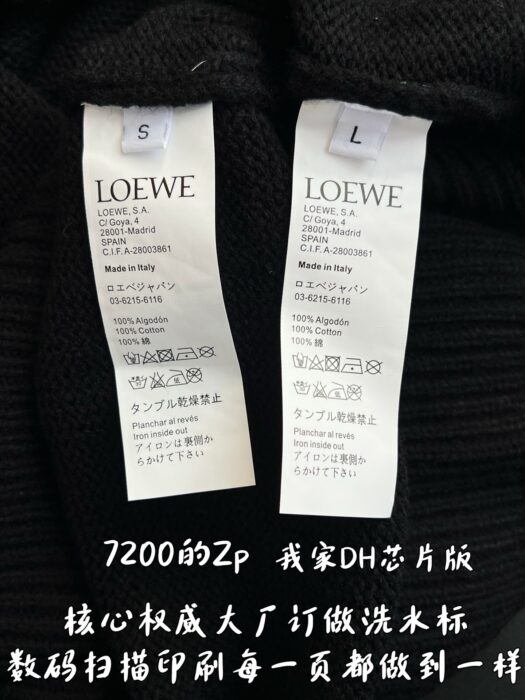 S
LOEWE
LOEWE, S.A.
C/ Goya, 4
28001-Madrid
SPAIN
C.I.F. A-28003861
Made in Italy
ロエベジャパン
03-6215-6116
100% Algodón
100% Cotton
100% 綿
タンブル乾燥禁止
Planchar al revés
Iron inside out
アイロンは裏側か
らかけて下さい
L
LOEWE
LOEWE, S.A.
C/ Goya, 4
28001-Madrid
SPAIN
C.I.F. A-28003861
Made in Italy
ロエベジャパン
03-6215-6116
100% Algodón
100% Cotton
100% 綿
タンブル乾燥禁止
Planchar al revés
Iron inside out
アイロンは裏側か
らかけて下さい
7200的Zp 我家DH芯片版
核心权威大厂订做洗水标
数码扫描印刷每一页都做到一样